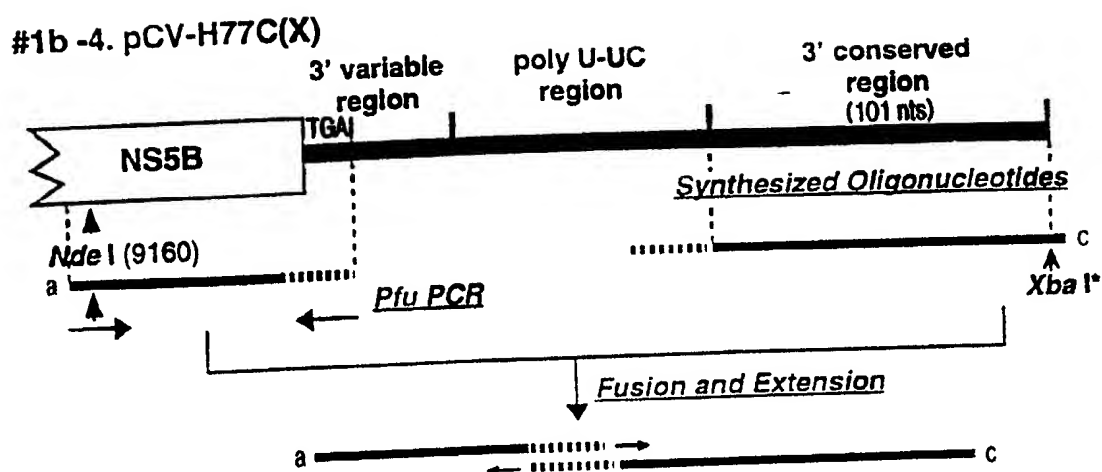 #1b -4. pCV-H77C(X)
3' variable
region
poly U-UC
region
3' conserved
region
(101 nts)
TGA
NS5B
Synthesized Oligonucleotides
Nde I (9160)
a
c
Pfu PCR
Xba I*
Fusion and Extension
a
c